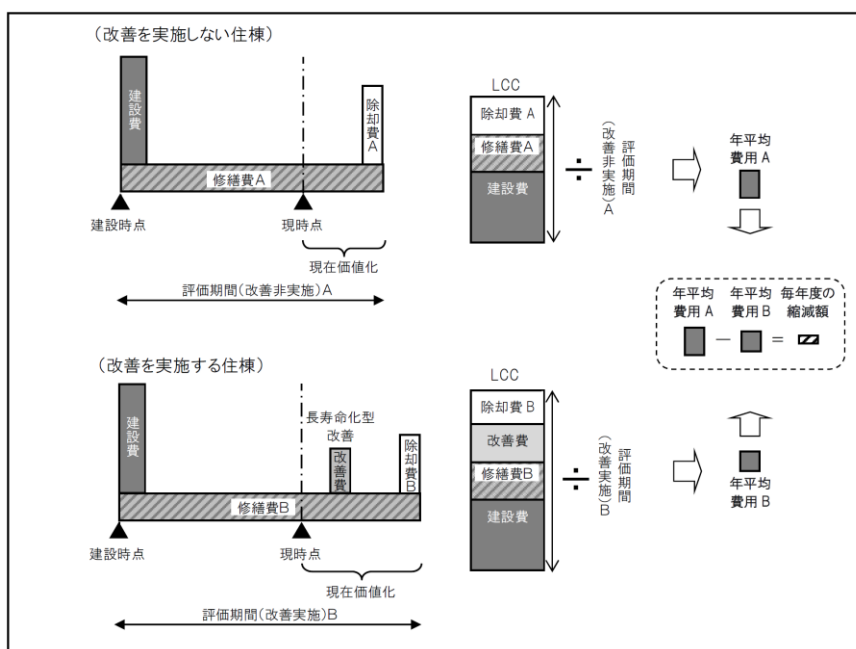 (改善を実施しない住棟)
建設費
除却費A
修繕費A
建設時点
現時点
現在価値化
評価期間(改善非実施)A
LCC
除却費A
修繕費A
建設費
÷
評価期間
(改善非実施)A
年平均
費用A
年平均
費用A
年平均
費用B
毎年度の
縮減額
－
＝
(改善を実施する住棟)
建設費
長寿命化型
改善
改善費
除却費B
修繕費B
建設時点
現時点
現在価値化
評価期間(改善実施)B
LCC
除却費B
改善費
修繕費B
建設費
÷
評価期間
(改善実施)B
年平均
費用B